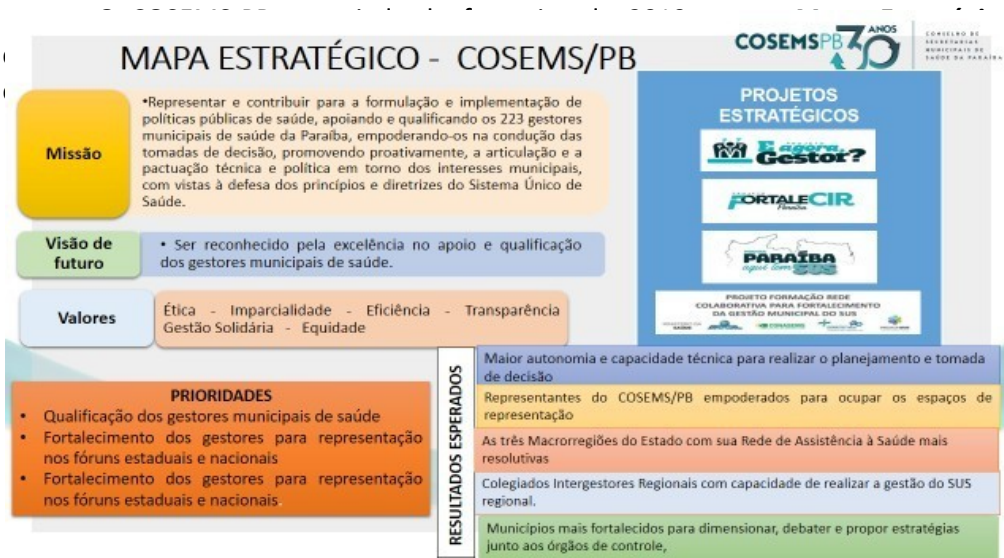 MAPA ESTRATÉGICO - COSEMS/PB
COSEMSPB 30 ANOS
CONSELHO DE
SECRETARIAS
MUNICIPAIS DE
SAÚDE DA PARAÍBA
Missão
•Representar e contribuir para a formulação e implementação de
políticas públicas de saúde, apoiando e qualificando os 223 gestores
municipais de saúde da Paraíba, empoderando-os na condução das
tomadas de decisão, promovendo proativamente, a articulação e a
pactuação técnica e política em torno dos interesses municipais,
com vistas à defesa dos princípios e diretrizes do Sistema Único de
Saúde.
Visão de
futuro
• Ser reconhecido pela excelência no apoio e qualificação
dos gestores municipais de saúde.
Valores
Ética - Imparcialidade - Eficiência - Transparência
Gestão Solidária - Equidade
PROJETOS
ESTRATÉGICOS
E agora,
Gestor?
FORTALECIR
Paraíba
PARAÍBA
aqui tem SUS
PROJETO FORMAÇÃO REDE
COLABORATIVA PARA FORTALECIMENTO
DA GESTÃO MUNICIPAL DO SUS
PRIORIDADES
• Qualificação dos gestores municipais de saúde
• Fortalecimento dos gestores para representação
nos fóruns estaduais e nacionais
• Fortalecimento dos gestores para representação
nos fóruns estaduais e nacionais.
RESULTADOS ESPERADOS
Maior autonomia e capacidade técnica para realizar o planejamento e tomada
de decisão
Representantes do COSEMS/PB empoderados para ocupar os espaços de
representação
As três Macrorregiões do Estado com sua Rede de Assistência à Saúde mais
resolutivas
Colegiados Intergestores Regionais com capacidade de realizar a gestão do SUS
regional.
Municípios mais fortalecidos para dimensionar, debater e propor estratégias
junto aos órgãos de controle,